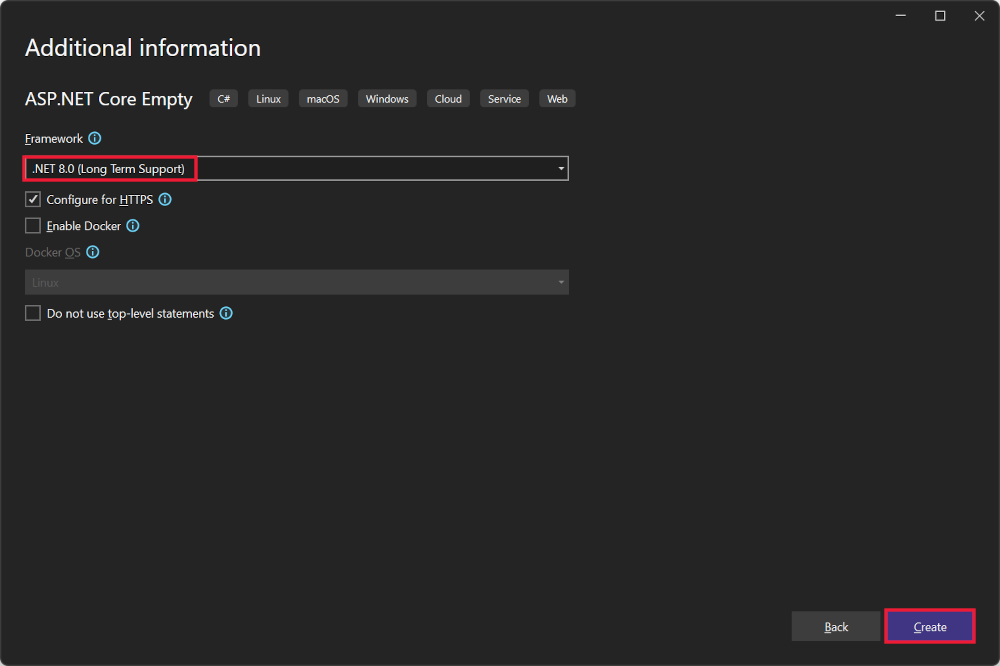 Additional information
ASP.NET Core Empty C# Linux macOS Windows Cloud Service Web
Framework
.NET 8.0 (Long Term Support)
Configure for HTTPS
Enable Docker
Docker OS
Linux
Do not use top-level statements
Back Create